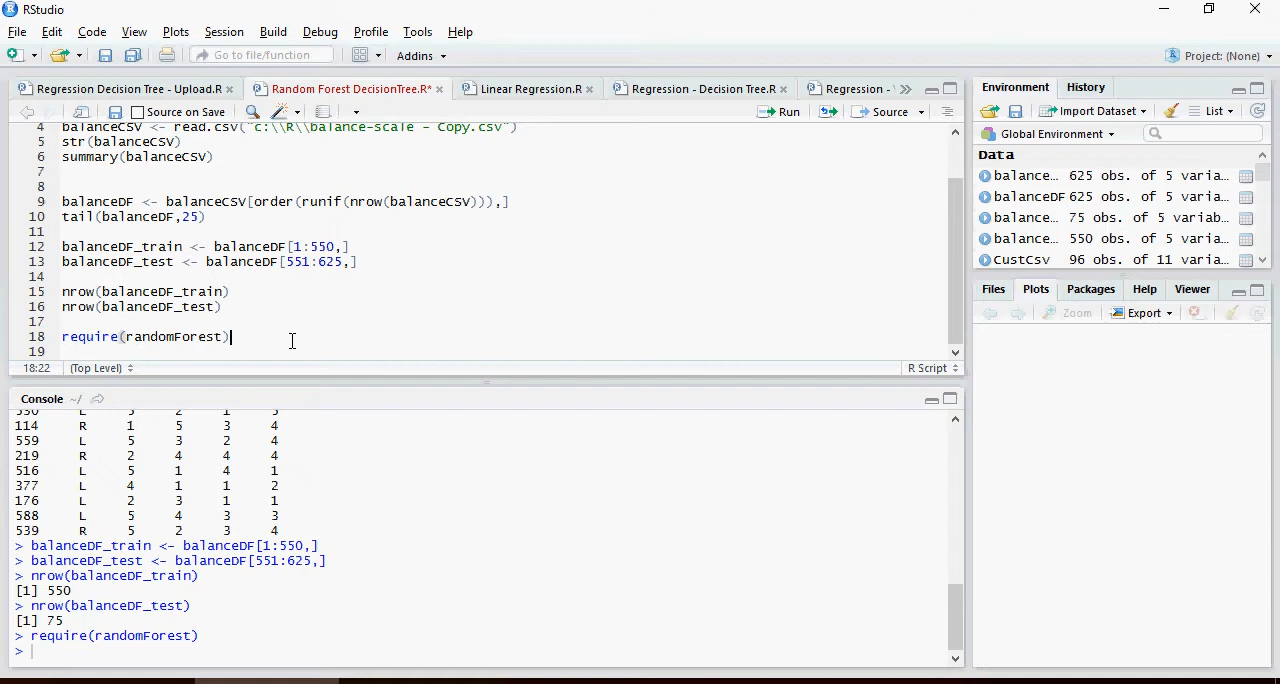 RStudio
File Edit Code View Plots Session Build Debug Profile Tools Help
Go to file/function Addins Project: (None)
Regression Decision Tree - Upload.R Random Forest DecisionTree.R* Linear Regression.R Regression - Decision Tree.R Regression -
Source on Save Run Source
4 balanceCSV <- read.csv("c:\\R\\balance-scale - Copy.csv")
5 str(balanceCSV)
6 summary(balanceCSV)
7
8
9 balanceDF <- balanceCSV[order(runif(nrow(balanceCSV))),]
10 tail(balanceDF,25)
11
12 balanceDF_train <- balanceDF[1:550,]
13 balanceDF_test <- balanceDF[551:625,]
14
15 nrow(balanceDF_train)
16 nrow(balanceDF_test)
17
18 require(randomForest)
19
18:22 (Top Level) R Script
Console ~/
114 R 1 5 3 4
559 L 5 3 2 4
219 R 2 4 4 4
516 L 5 1 4 1
377 L 4 1 1 2
176 L 2 3 1 1
588 L 5 4 3 3
539 R 5 2 3 4
> balanceDF_train <- balanceDF[1:550,]
> balanceDF_test <- balanceDF[551:625,]
> nrow(balanceDF_train)
[1] 550
> nrow(balanceDF_test)
[1] 75
> require(randomForest)
>
Environment History
Import Dataset List
Global Environment
Data
balance... 625 obs. of 5 varia...
balanceDF 625 obs. of 5 varia...
balance... 75 obs. of 5 variab...
balance... 550 obs. of 5 varia...
CustCsv 96 obs. of 11 varia...
Files Plots Packages Help Viewer
Zoom Export